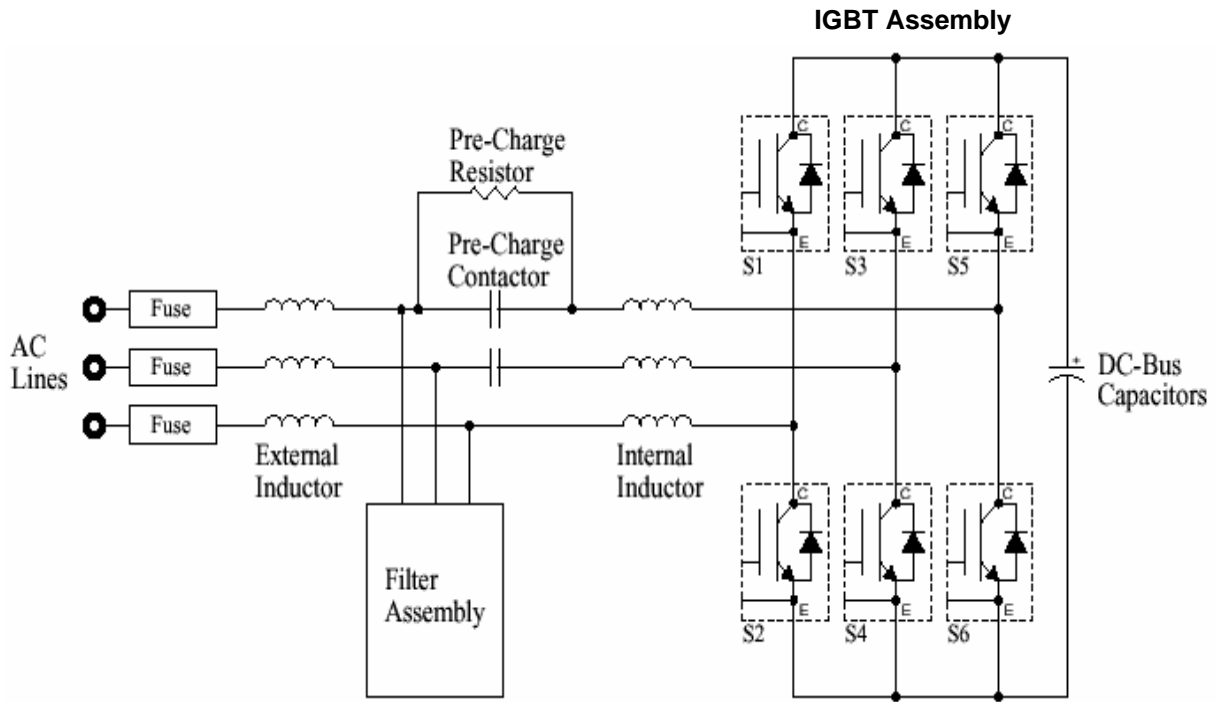 IGBT Assembly
Pre-Charge
Resistor
Pre-Charge
Contactor
C
C
C
E
E
E
S1
S3
S5
AC
Lines
Fuse
Fuse
Fuse
External
Inductor
Internal
Inductor
+
DC-Bus
Capacitors
Filter
Assembly
C
C
C
E
E
E
S2
S4
S6